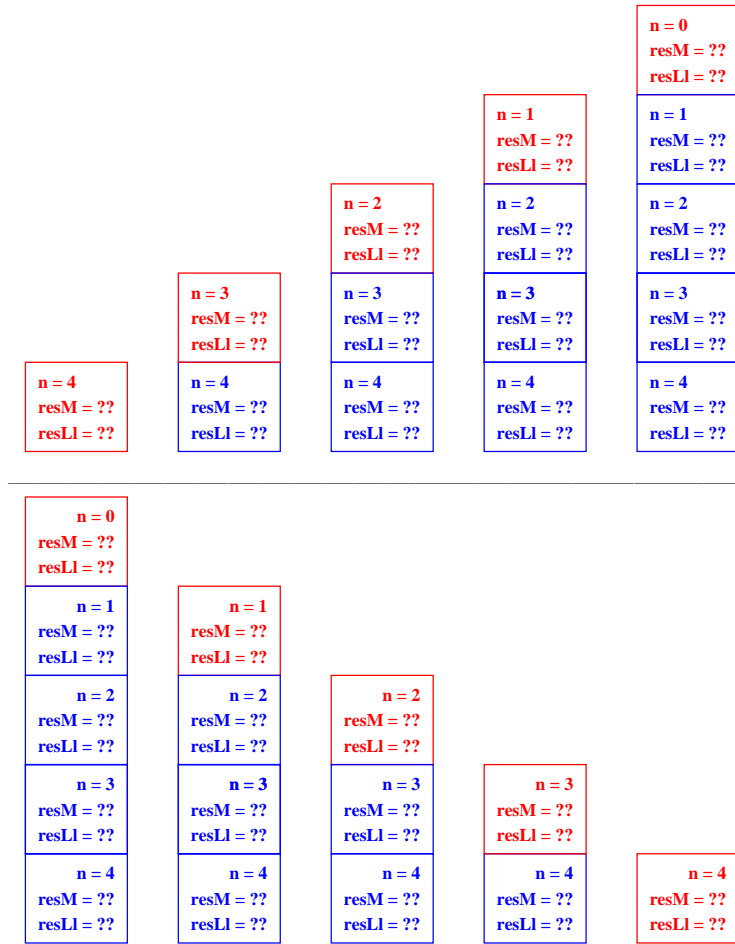 n = 4
resM = ??
resLl = ??
n = 3
resM = ??
resLl = ??
n = 4
resM = ??
resLl = ??
n = 2
resM = ??
resLl = ??
n = 3
resM = ??
resLl = ??
n = 4
resM = ??
resLl = ??
n = 1
resM = ??
resLl = ??
n = 2
resM = ??
resLl = ??
n = 3
resM = ??
resLl = ??
n = 4
resM = ??
resLl = ??
n = 0
resM = ??
resLl = ??
n = 1
resM = ??
resLl = ??
n = 2
resM = ??
resLl = ??
n = 3
resM = ??
resLl = ??
n = 4
resM = ??
resLl = ??
n = 0
resM = ??
resLl = ??
n = 1
resM = ??
resLl = ??
n = 2
resM = ??
resLl = ??
n = 3
resM = ??
resLl = ??
n = 4
resM = ??
resLl = ??
n = 1
resM = ??
resLl = ??
n = 2
resM = ??
resLl = ??
n = 3
resM = ??
resLl = ??
n = 4
resM = ??
resLl = ??
n = 2
resM = ??
resLl = ??
n = 3
resM = ??
resLl = ??
n = 4
resM = ??
resLl = ??
n = 3
resM = ??
resLl = ??
n = 4
resM = ??
resLl = ??
n = 4
resM = ??
resLl = ??